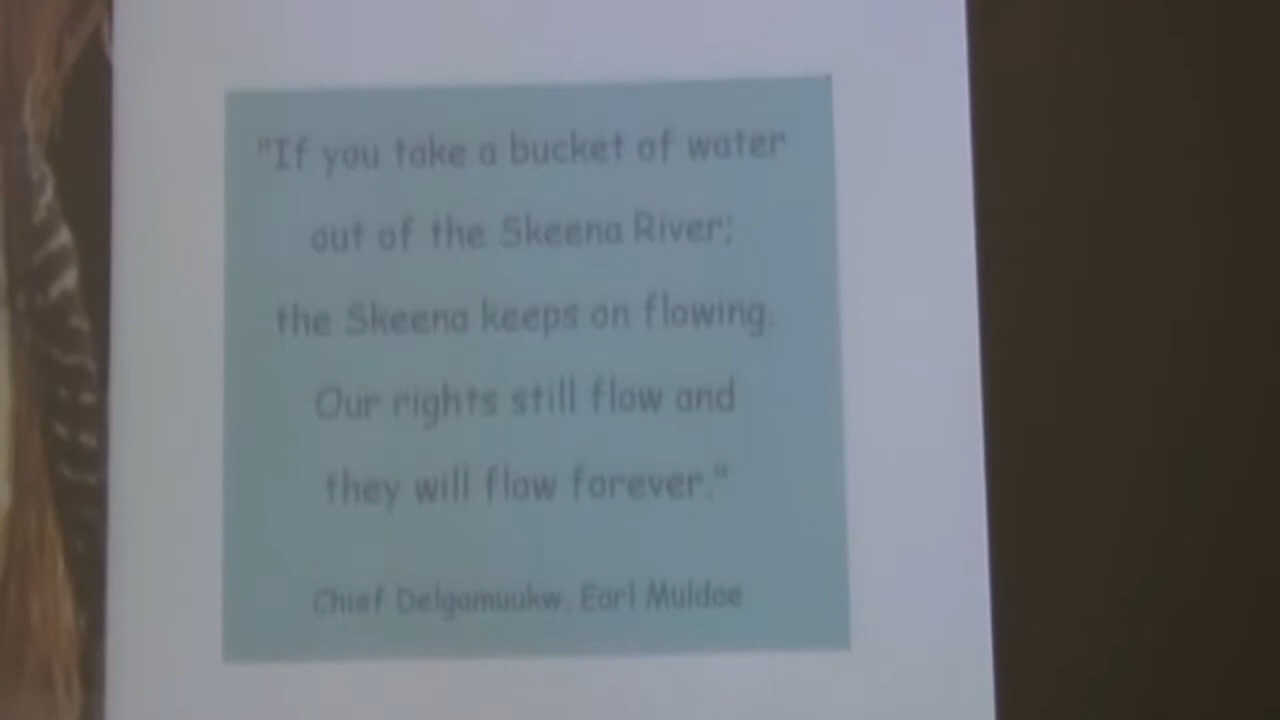 "If you take a bucket of water
out of the Skeena River;
the Skeena keeps on flowing.
Our rights still flow and
they will flow forever."
Chief Delgamuukw, Earl Muldoe